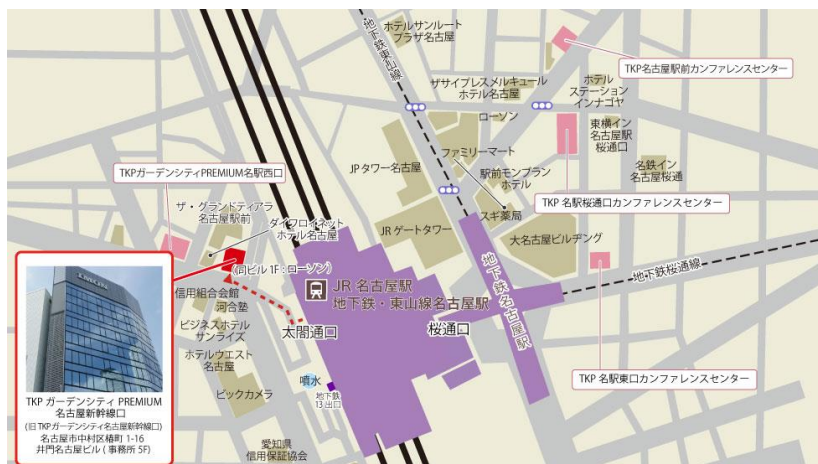 ホテルサンルート
プラザ名古屋
地下鉄東山線
TKP名古屋駅前カンファレンスセンター
ザサイプレスメルキュール
ホテル名古屋
ホテル
ステーション
インナゴヤ
ローソン
東横イン
名古屋駅
桜通口
ファミリーマート
JPタワー名古屋
駅前モンブラン
ホテル
名鉄イン
名古屋桜通
TKPガーデンシティPREMIUM名駅西口
TKP 名駅桜通口カンファレンスセンター
ザ・グランドティアラ
名古屋駅前
スギ薬局
ダイワロイネット
ホテル名古屋
JRゲートタワー
大名古屋ビルヂング
(同ビル1F:ローソン)
地下鉄桜通線
JR 名古屋駅
地下鉄・東山線名古屋駅
地下鉄名古屋駅
信用組合会館
河合塾
太閤通口
桜通口
ビジネスホテル
サンライズ
ホテルウエスト
名古屋
TKP 名駅東口カンファレンスセンター
噴水
地下鉄
13出口
ビックカメラ
TKP ガーデンシティ PREMIUM
名古屋新幹線口
(旧TKPガーデンシティ名古屋新幹線口)
名古屋市中村区椿町 1-16
井門名古屋ビル ( 事務所 5F)
愛知県
信用保証協会